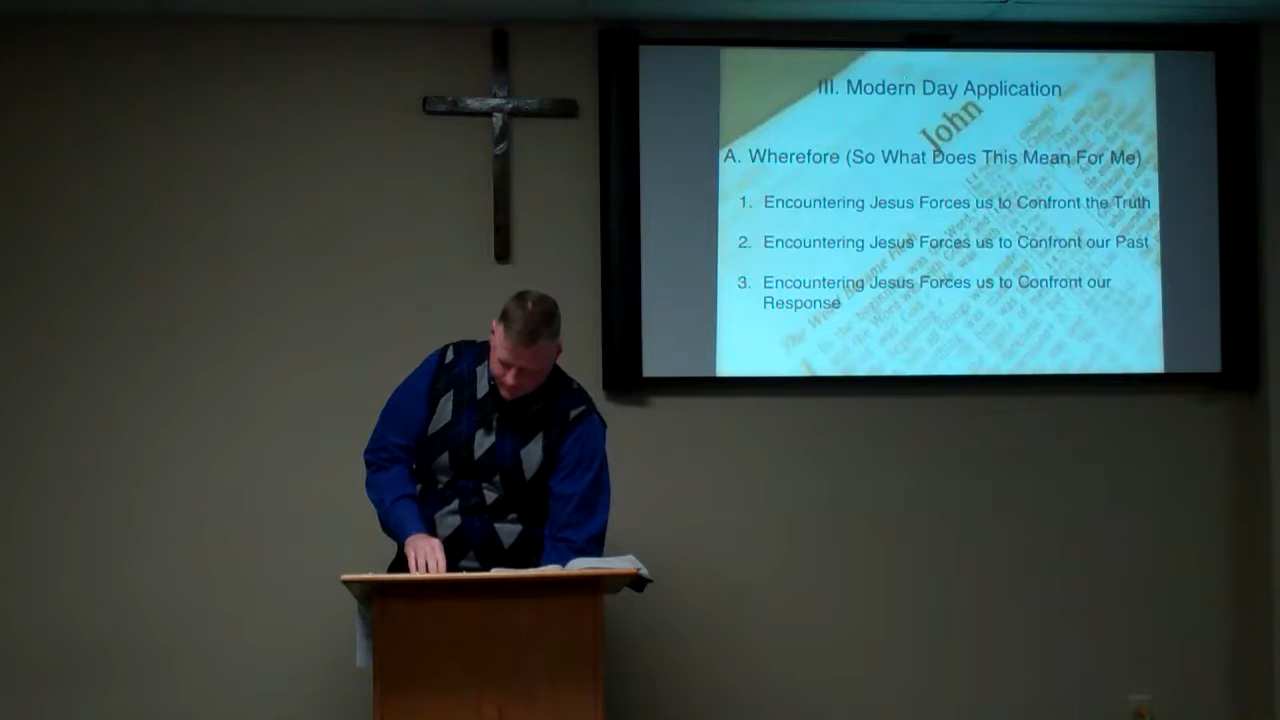 III. Modern Day Application
John
A. Wherefore (So What Does This Mean For Me)
1. Encountering Jesus Forces us to Confront the Truth
2. Encountering Jesus Forces us to Confront our Past
3. Encountering Jesus Forces us to Confront our
Response